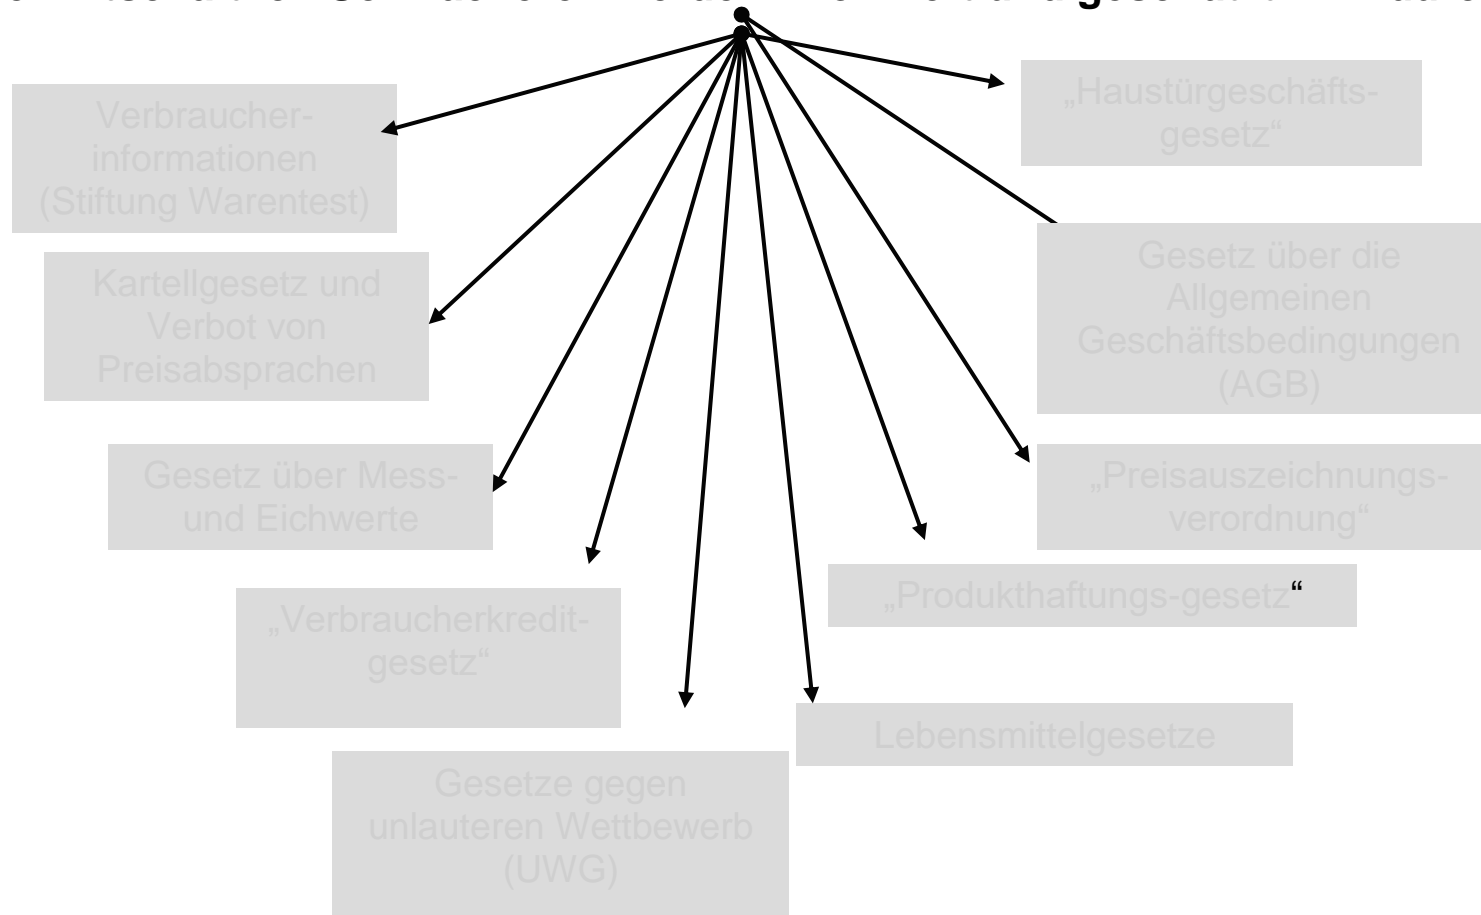 Verbraucher-
informationen
(Stiftung Warentest)
„Haustürgeschäfts-
gesetz“
Kartellgesetz und
Verbot von
Preisabsprachen
Gesetz über die
Allgemeinen
Geschäftsbedingungen
(AGB)
Gesetz über Mess-
und Eichwerte
„Preisauszeichnungs-
verordnung“
„Verbraucherkredit-
gesetz“
„Produkthaftungs-gesetz“
Lebensmittelgesetze
Gesetze gegen
unlauteren Wettbewerb
(UWG)